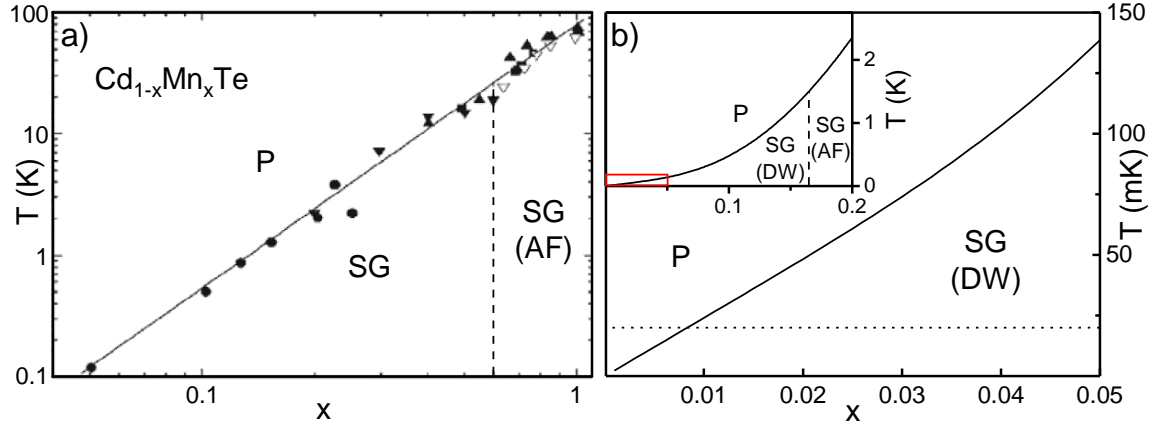 a)
Cd1-xMnxTe
P
SG
SG
(AF)
100
10
1
0.1
T (K)
0.1
1
x
b)
P
SG
(DW)
SG
(AF)
2
1
0
T (K)
0.1
0.2
P
SG
(DW)
150
100
50
T (mK)
0.01
0.02
0.03
0.04
0.05
x